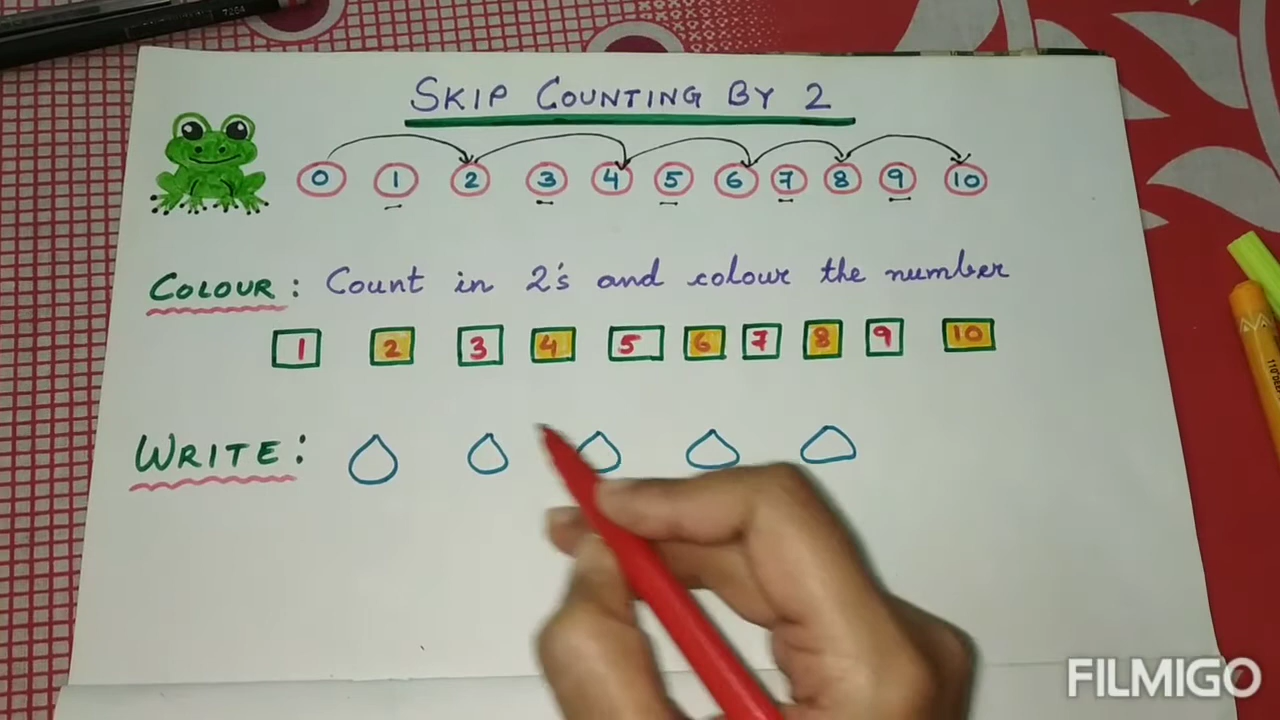 7264
SKIP COUNTING BY 2
0 1 2 3 4 5 6 7 8 9 10
COLOUR: Count in 2's and colour the number
1 2 3 4 5 6 7 8 9 10
WRITE:
FILMIGO